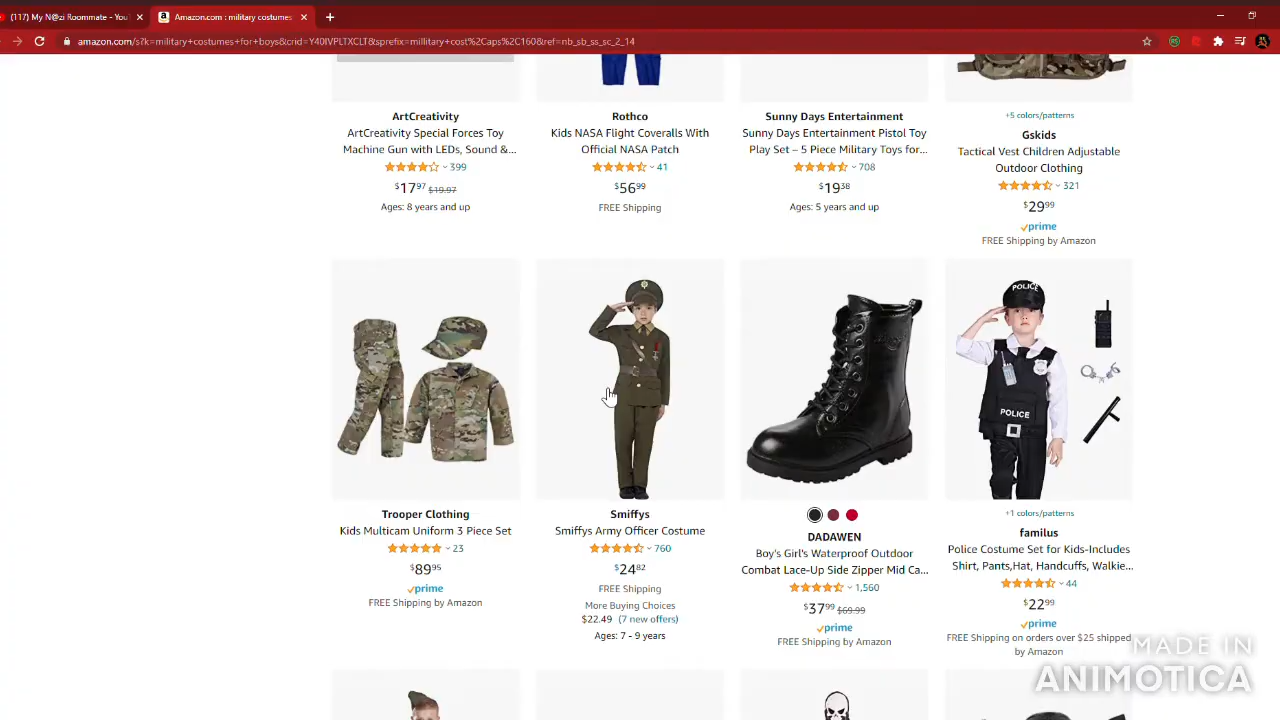 (117) My N@zi Roommate - You
Amazon.com : military costumes
amazon.com/s?k=military+costumes+for+boys&crid=Y40IVPLTXCLT&sprefix=millitary+cost%2Caps%2C160&ref=nb_sb_ss_sc_2_14
ArtCreativity
ArtCreativity Special Forces Toy
Machine Gun with LEDs, Sound &...
399
$17.97 $19.97
Ages: 8 years and up
Rothco
Kids NASA Flight Coveralls With
Official NASA Patch
41
$56.99
FREE Shipping
Sunny Days Entertainment
Sunny Days Entertainment Pistol Toy
Play Set – 5 Piece Military Toys for...
708
$19.38
Ages: 5 years and up
+5 colors/patterns
Gskids
Tactical Vest Children Adjustable
Outdoor Clothing
321
$29.99
prime
FREE Shipping by Amazon
Trooper Clothing
Kids Multicam Uniform 3 Piece Set
23
$89.95
prime
FREE Shipping by Amazon
Smiffys
Smiffys Army Officer Costume
760
$24.82
FREE Shipping
More Buying Choices
$22.49 (7 new offers)
Ages: 7 - 9 years
DADAWEN
Boy's Girl's Waterproof Outdoor
Combat Lace-Up Side Zipper Mid Ca...
1,560
$37.99 $69.99
prime
FREE Shipping by Amazon
POLICE
POLICE
+1 colors/patterns
familus
Police Costume Set for Kids-Includes
Shirt, Pants,Hat, Handcuffs, Walkie...
44
$22.99
prime
FREE Shipping on orders over $25 shipped
by Amazon
MADE IN
ANIMOTICA